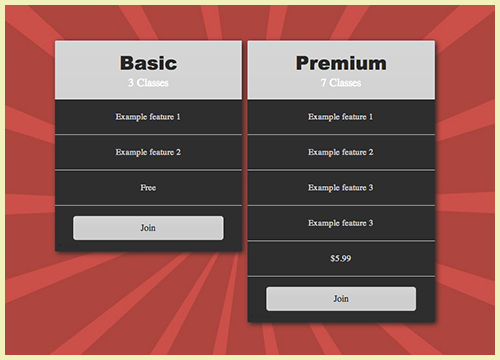 Basic
3 Classes
Example feature 1
Example feature 2
Free
Join
Premium
7 Classes
Example feature 1
Example feature 2
Example feature 3
Example feature 3
$5.99
Join